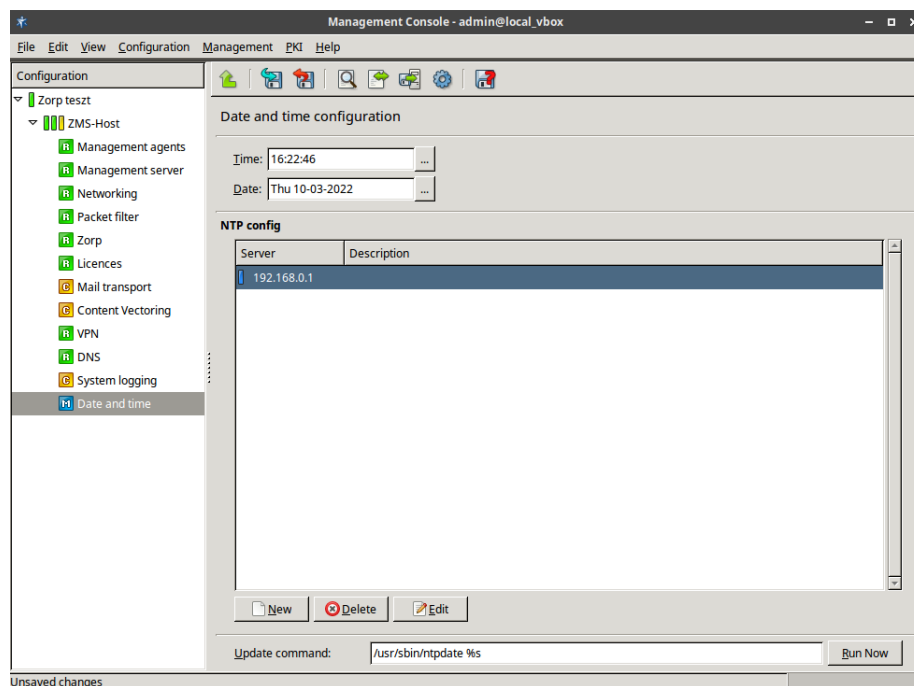 Management Console - admin@local_vbox
File Edit View Configuration Management PKI Help
Configuration
Zorp teszt
ZMS-Host
R Management agents
R Management server
R Networking
R Packet filter
R Zorp
R Licences
C Mail transport
C Content Vectoring
R VPN
R DNS
C System logging
M Date and time
Date and time configuration
Time: 16:22:46 ...
Date: Thu 10-03-2022 ...
NTP config
Server Description
192.168.0.1
New Delete Edit
Update command: /usr/sbin/ntpdate %s Run Now
Unsaved changes